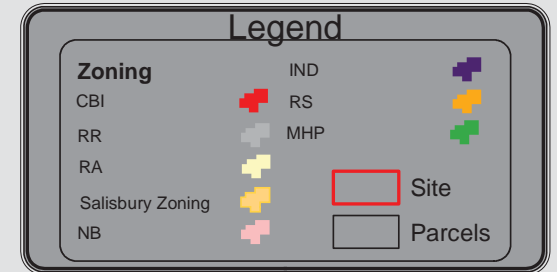 Legend
Zoning
CBI
RR
RA
Salisbury Zoning
NB
IND
RS
MHP
Site
Parcels